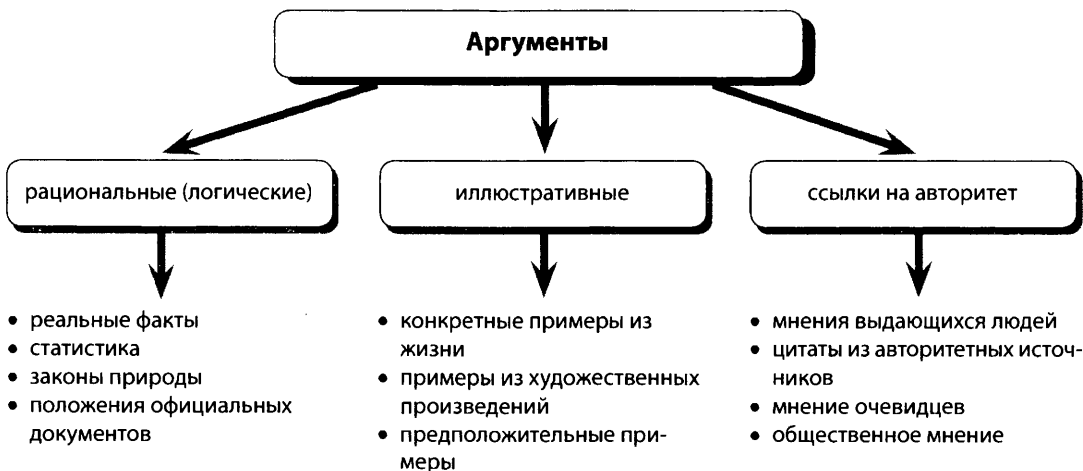 Аргументы
рациональные (логические)
иллюстративные
ссылки на авторитет
• реальные факты
• статистика
• законы природы
• положения официальных
документов
• конкретные примеры из
жизни
• примеры из художественных
произведений
• предположительные при-
меры
• мнения выдающихся людей
• цитаты из авторитетных источ-
ников
• мнение очевидцев
• общественное мнение